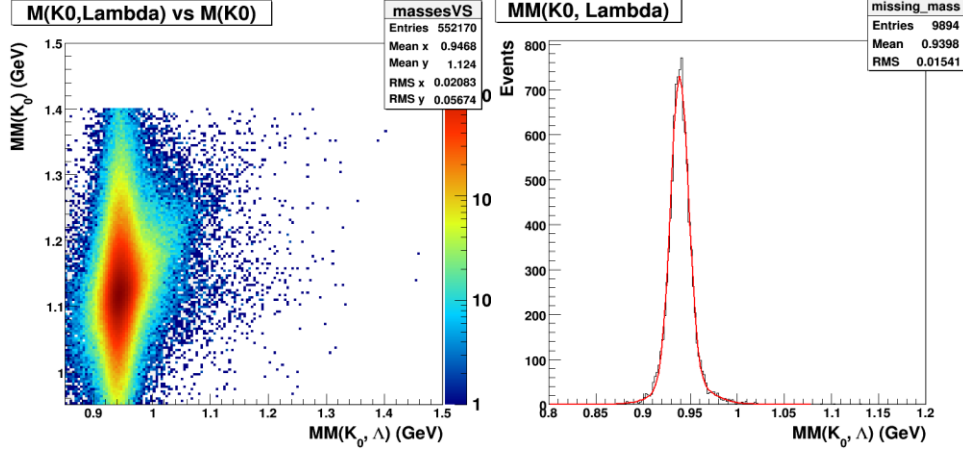 M(K0,Lambda) vs M(K0)
massesVS
Entries 552170
Mean x 0.9468
Mean y 1.124
RMS x 0.02083
RMS y 0.05674
MM(K0) (GeV)
1.5
1.4
1.3
1.2
1.1
1
0.9
1
1.1
1.2
1.3
1.4
1.5
MM(K0, Λ) (GeV)
0
10
10
1
MM(K0, Lambda)
missing_mass
Entries 9894
Mean 0.9398
RMS 0.01541
Events
800
700
600
500
400
300
200
100
0
0.8
0.85
0.9
0.95
1
1.05
1.1
1.15
1.2
MM(K0, Λ) (GeV)